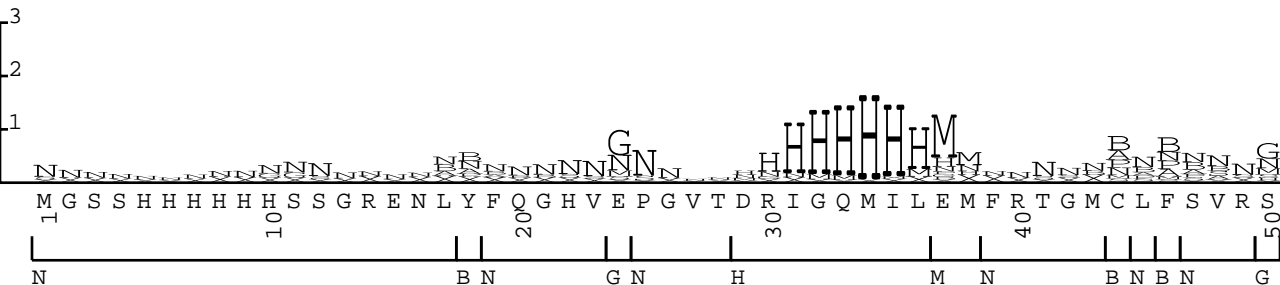 3
2
1
N N N N N N B N N N N N G N N N H H H H H H H M M N N N B A N B N N N G N
M G S S H H H H H H S S G R E N L Y F Q G H V E P G V T D R I G Q M I L E M F R T G M C L F S V R S
1 10 20 30 40 50
N B N G N H M N B N B N G